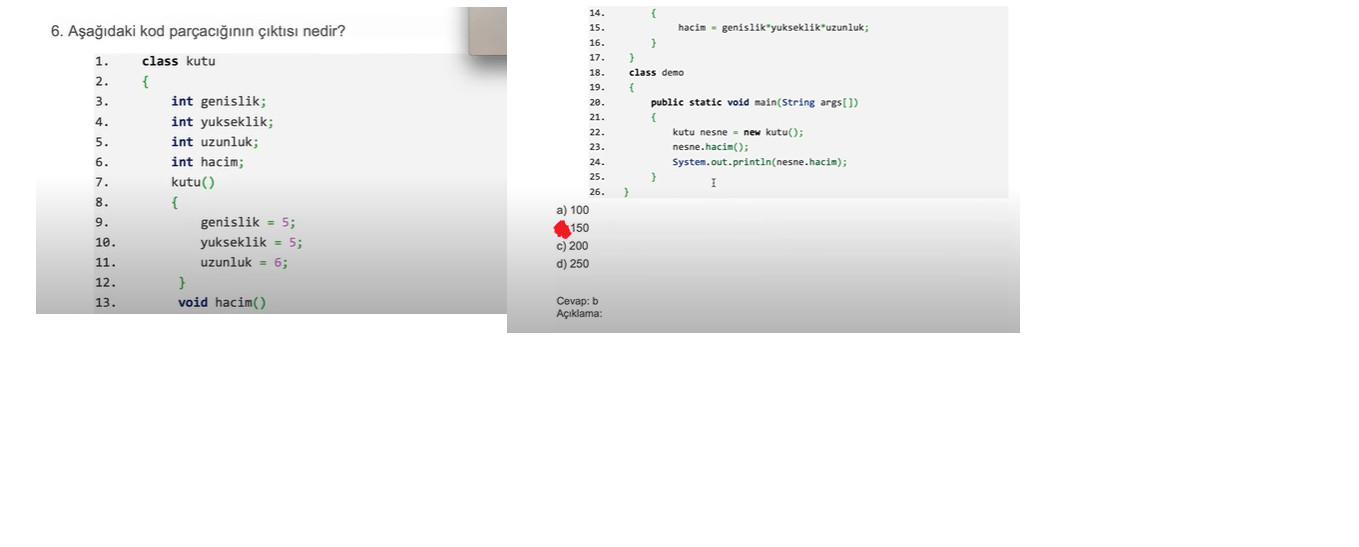 6. Aşağıdaki kod parçacığının çıktısı nedir?
1. class kutu
2. {
3. int genislik;
4. int yukseklik;
5. int uzunluk;
6. int hacim;
7. kutu()
8. {
9. genislik = 5;
10. yukseklik = 5;
11. uzunluk = 6;
12. }
13. void hacim()
14. {
15. hacim = genislik*yukseklik*uzunluk;
16. }
17. }
18. class demo
19. {
20. public static void main(String args[])
21. {
22. kutu nesne = new kutu();
23. nesne.hacim();
24. System.out.println(nesne.hacim);
25. }
26. }
a) 100
150
c) 200
d) 250
Cevap: b
Açıklama: